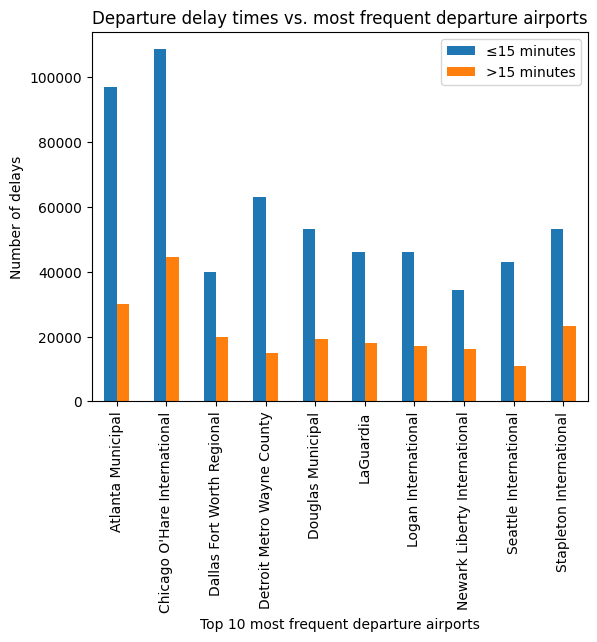 Departure delay times vs. most frequent departure airports
≤15 minutes
>15 minutes
Number of delays
100000
80000
60000
40000
20000
0
Atlanta Municipal
Chicago O'Hare International
Dallas Fort Worth Regional
Detroit Metro Wayne County
Douglas Municipal
LaGuardia
Logan International
Newark Liberty International
Seattle International
Stapleton International
Top 10 most frequent departure airports